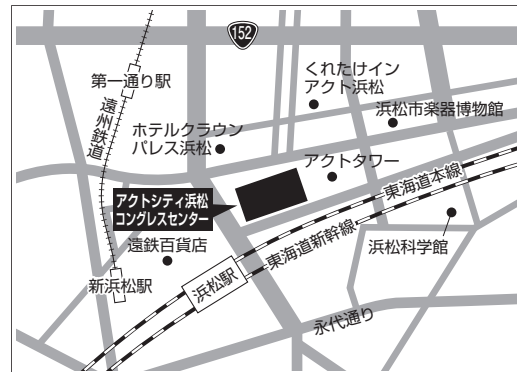 152
第一通り駅
遠州鉄道
くれたけイン
アクト浜松
浜松市楽器博物館
ホテルクラウン
パレス浜松
アクトタワー
アクトシティ浜松
コングレスセンター
東海道本線
東海道新幹線
遠鉄百貨店
浜松科学館
新浜松駅
浜松駅
永代通り